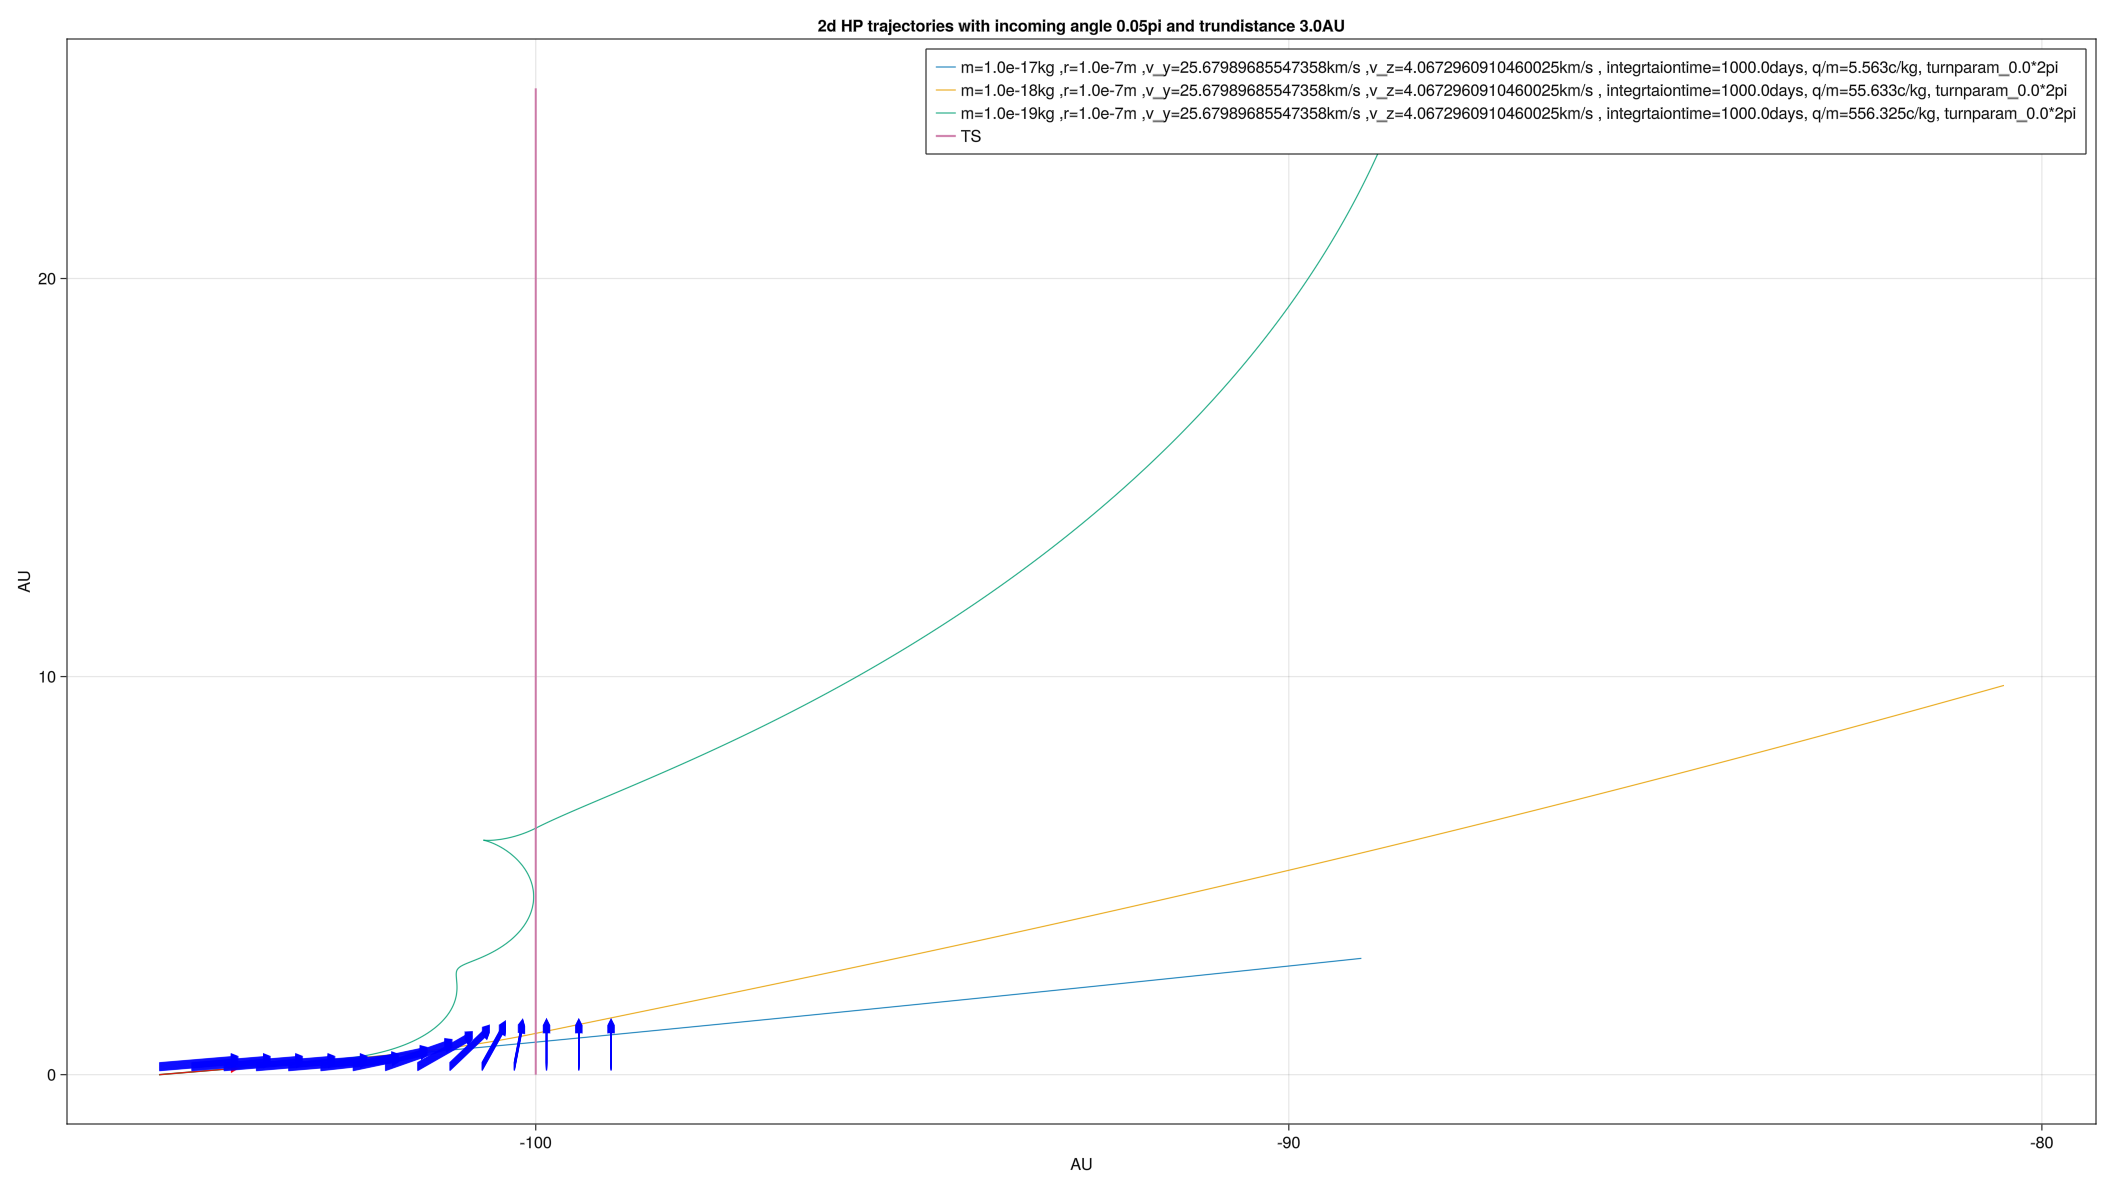 2d HP trajectories with incoming angle 0.05pi and trundistance 3.0AU
m=1.0e-17kg ,r=1.0e-7m ,v_y=25.67989685547358km/s ,v_z=4.0672960910460025km/s , integrtaiontime=1000.0days, q/m=5.563c/kg, turnparam_0.0*2pi
m=1.0e-18kg ,r=1.0e-7m ,v_y=25.67989685547358km/s ,v_z=4.0672960910460025km/s , integrtaiontime=1000.0days, q/m=55.633c/kg, turnparam_0.0*2pi
m=1.0e-19kg ,r=1.0e-7m ,v_y=25.67989685547358km/s ,v_z=4.0672960910460025km/s , integrtaiontime=1000.0days, q/m=556.325c/kg, turnparam_0.0*2pi
TS
20
10
0
AU
-100
-90
-80
AU